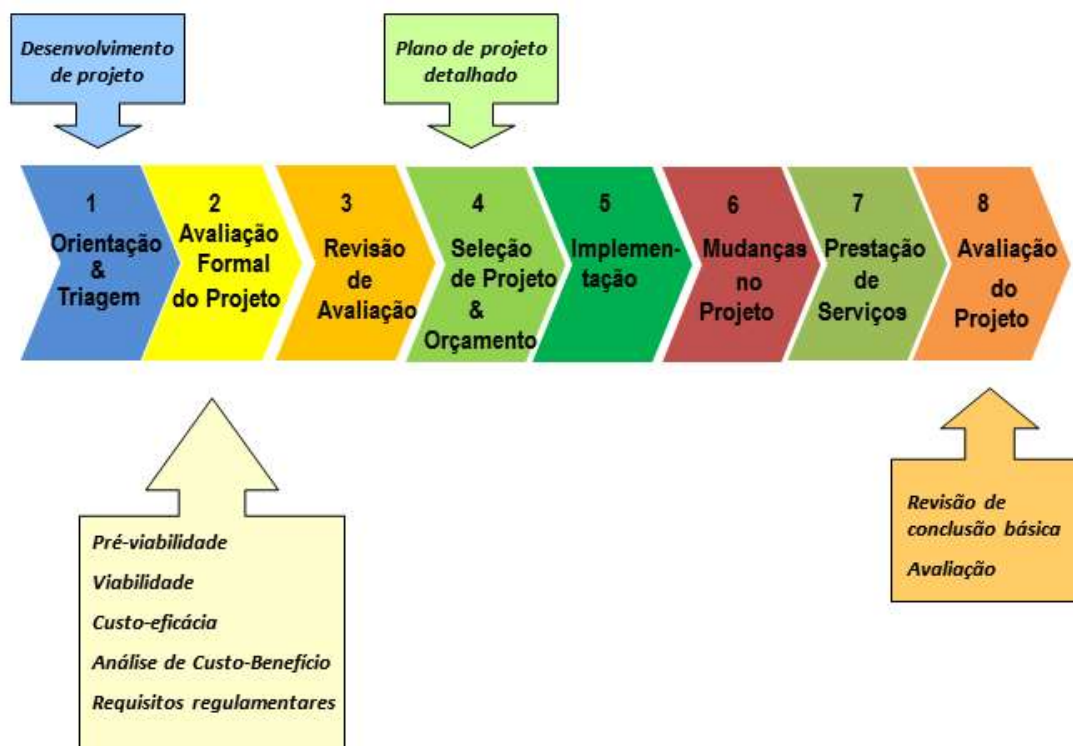 Desenvolvimento
de projeto
Plano de projeto
detalhado
1
Orientação
&
Triagem
2
Avaliação
Formal
do Projeto
3
Revisão
de
Avaliação
4
Seleção
de Projeto
&
Orçamento
5
Implemen-
tação
6
Mudanças
no
Projeto
7
Prestação
de
Serviços
8
Avaliação
do
Projeto
Pré-viabilidade
Viabilidade
Custo-eficácia
Análise de Custo-Benefício
Requisitos regulamentares
Revisão de
conclusão básica
Avaliação